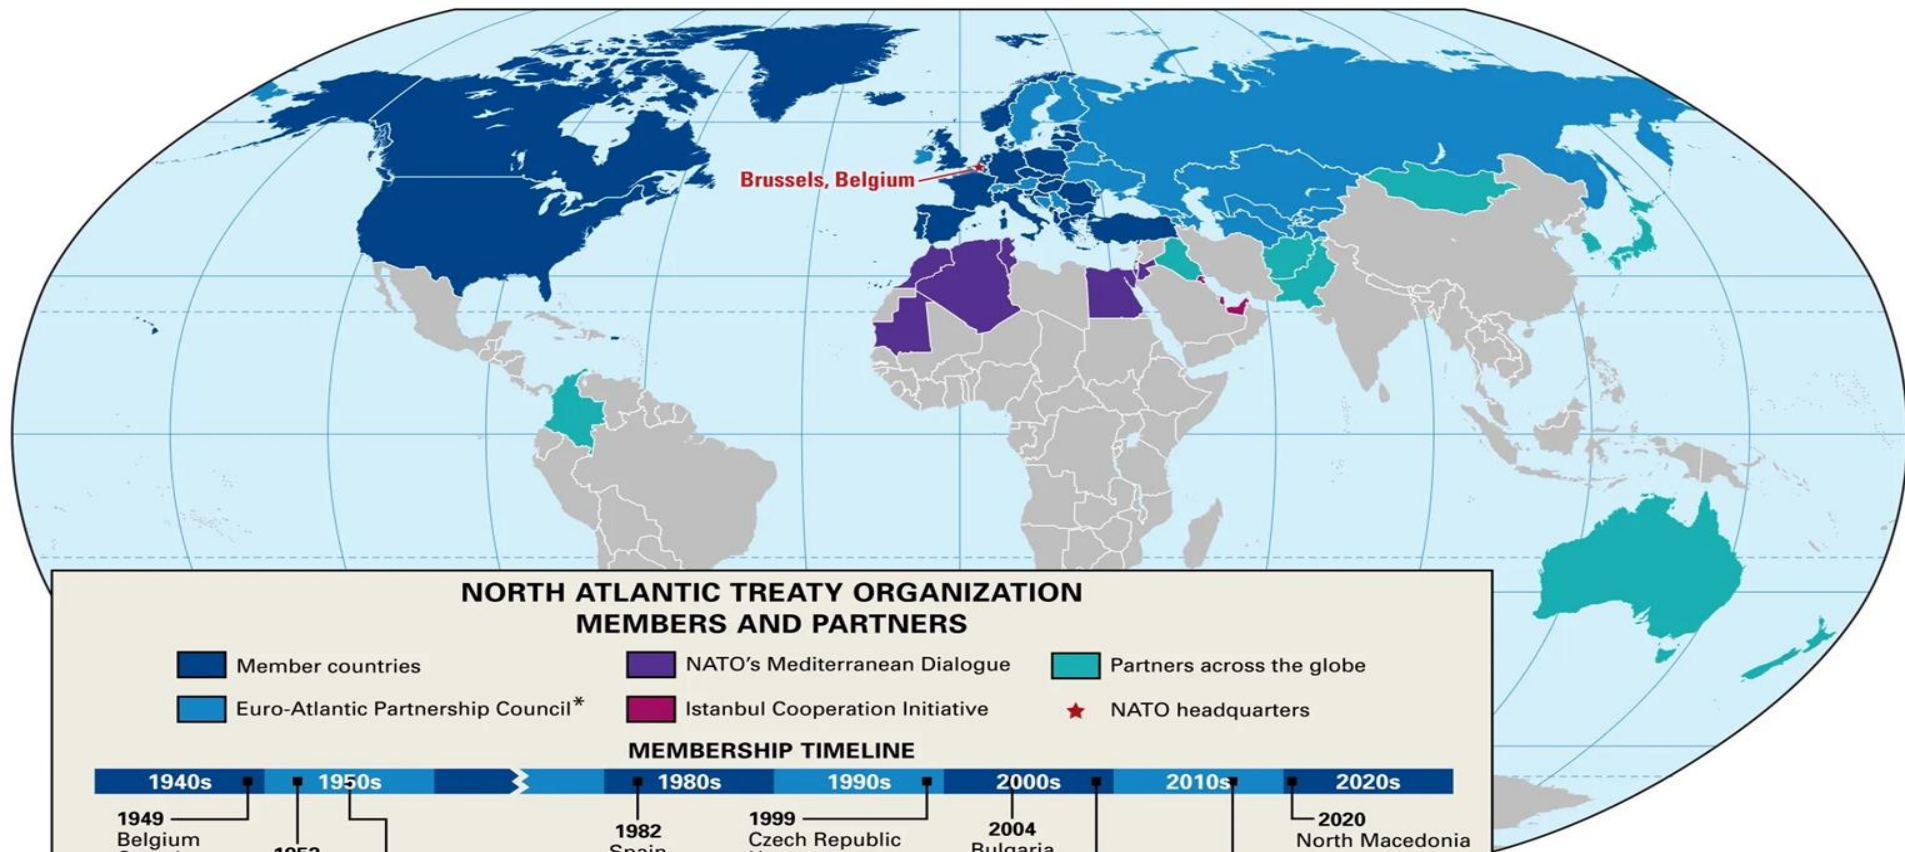 Brussels, Belgium
NORTH ATLANTIC TREATY ORGANIZATION
MEMBERS AND PARTNERS
Member countries
NATO's Mediterranean Dialogue
Partners across the globe
Euro-Atlantic Partnership Council*
Istanbul Cooperation Initiative
NATO headquarters
MEMBERSHIP TIMELINE
1940s 1950s 1980s 1990s 2000s 2010s 2020s
1949
Belgium
1982
Spain
1999
Czech Republic
2004
Bulgaria
2020
North Macedonia